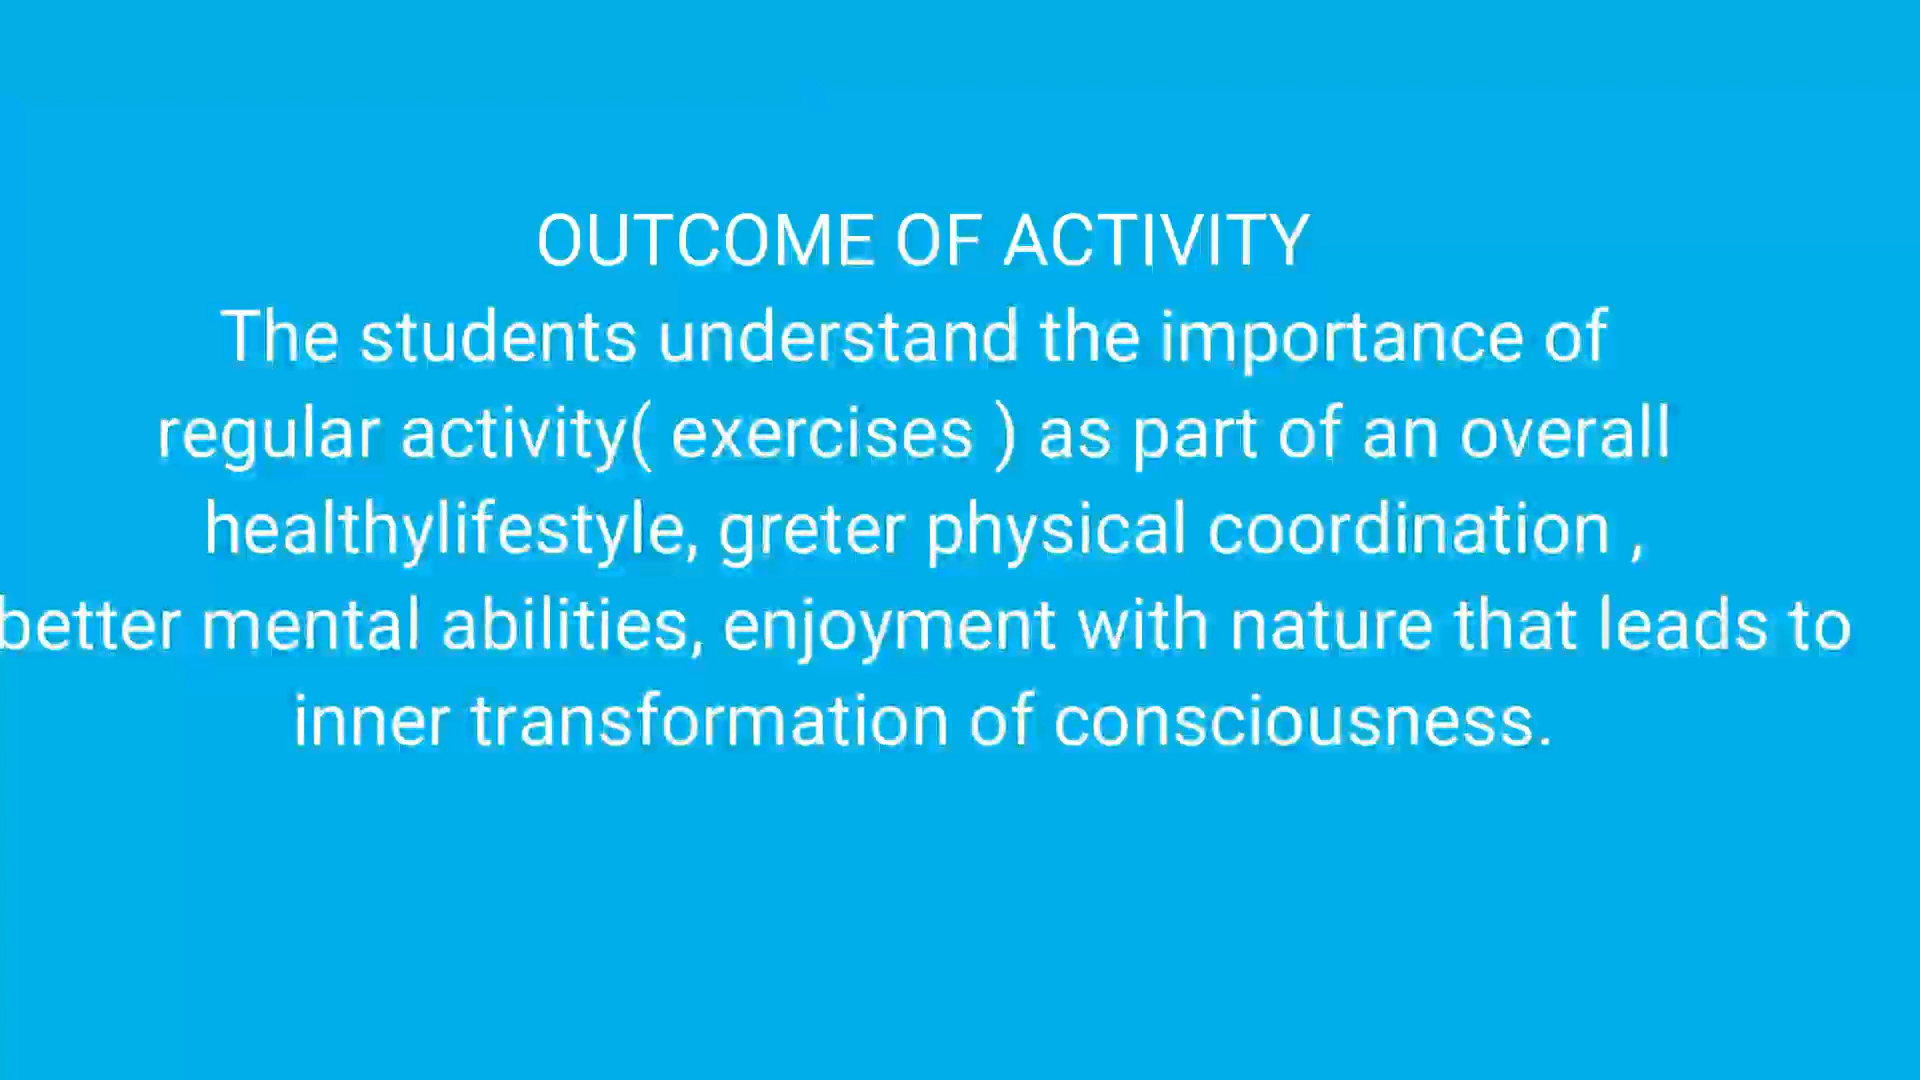 OUTCOME OF ACTIVITY
The students understand the importance of
regular activity( exercises ) as part of an overall
healthylifestyle, greter physical coordination ,
better mental abilities, enjoyment with nature that leads to
inner transformation of consciousness.